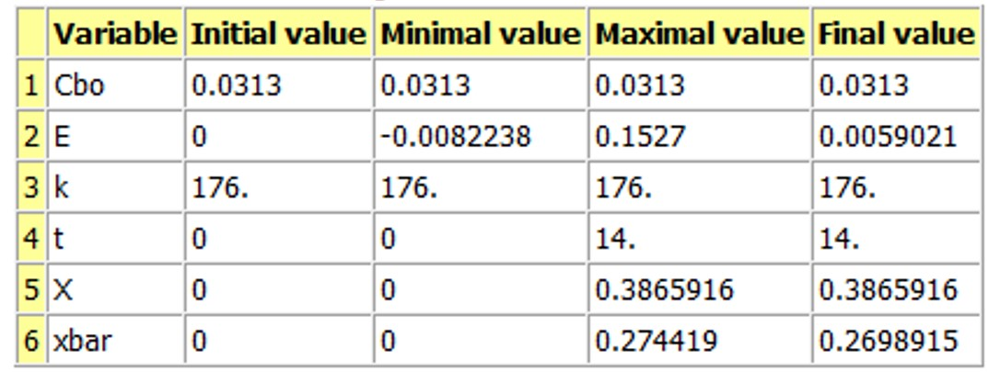 Variable Initial value Minimal value Maximal value Final value
1 Cbo 0.0313 0.0313 0.0313 0.0313
2 E 0 -0.0082238 0.1527 0.0059021
3 k 176. 176. 176. 176.
4 t 0 0 14. 14.
5 X 0 0 0.3865916 0.3865916
6 xbar 0 0 0.274419 0.2698915